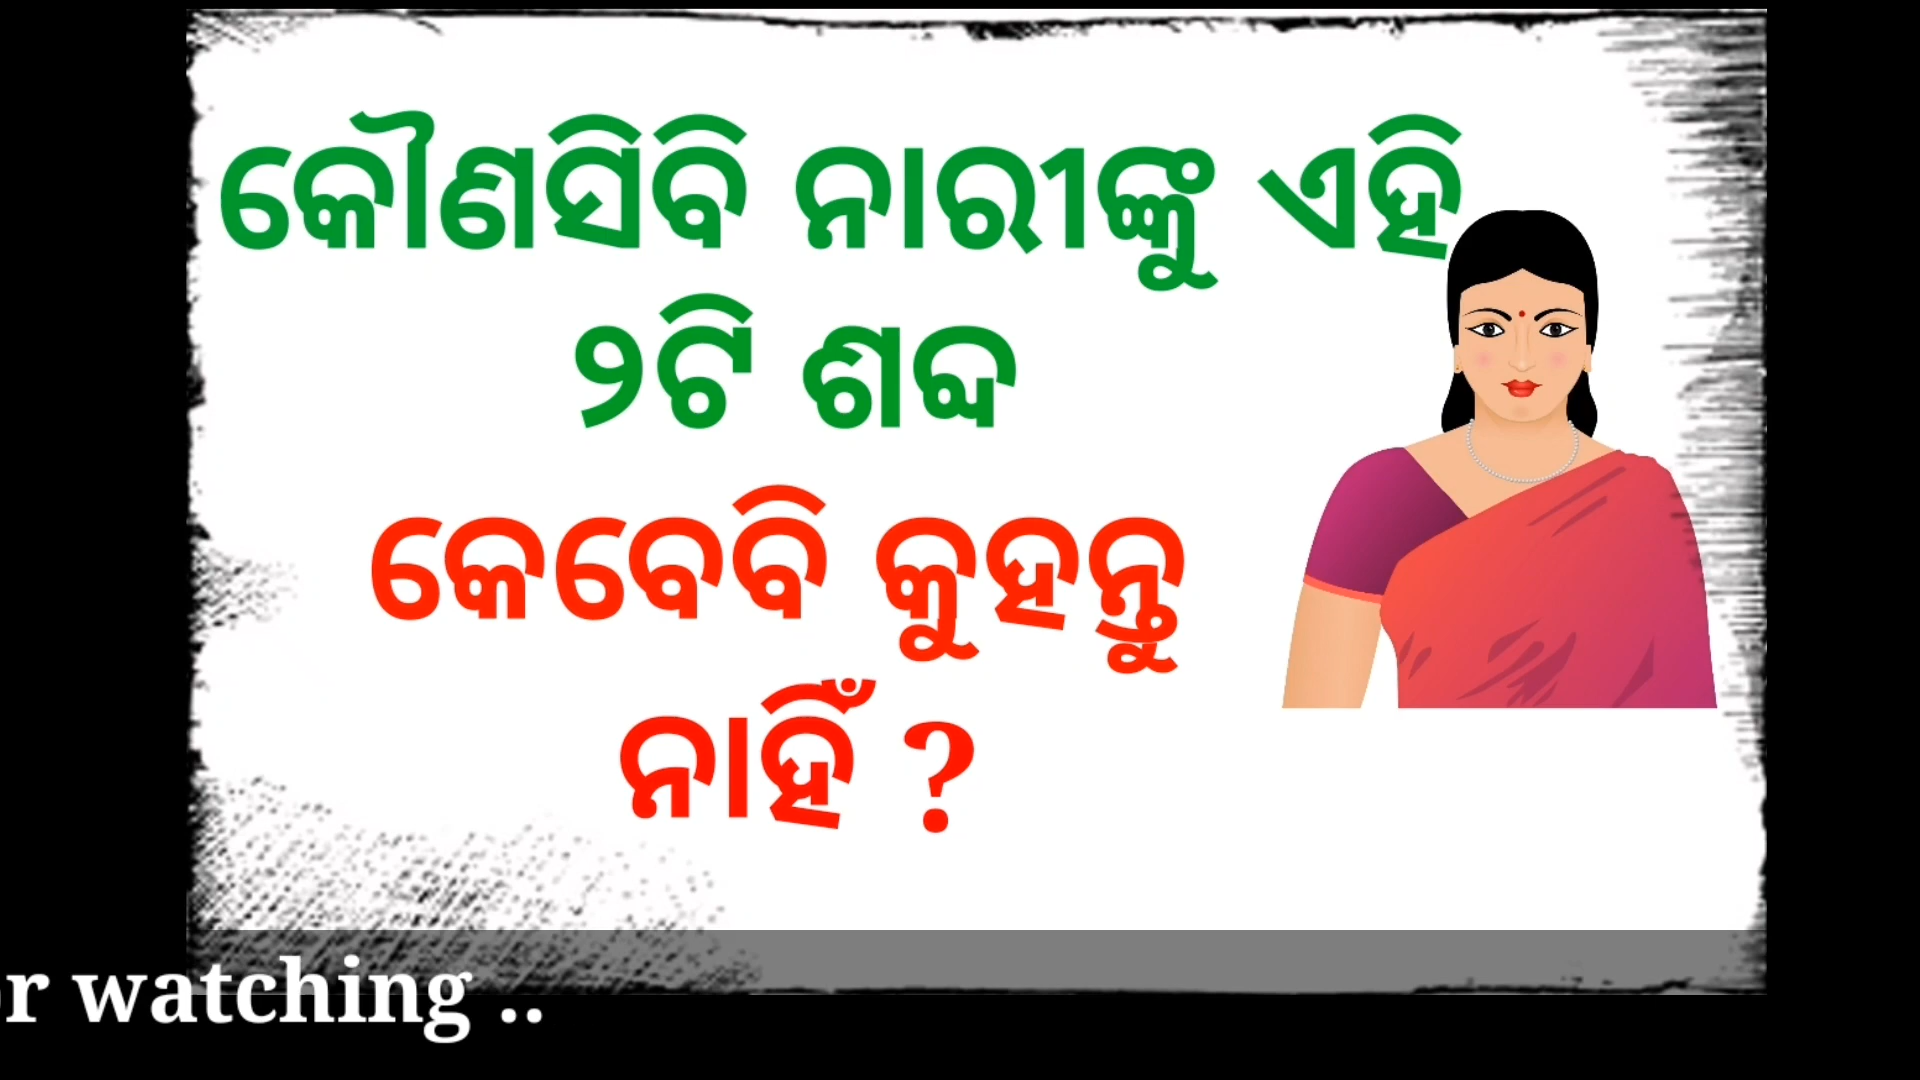 କୌଣସିବି ନାରୀଙ୍କୁ ଏହି
୨ଟି ଶବ୍ଦ
କେବେବି କୁହନ୍ତୁ
ନାହିଁ ?
watching ..